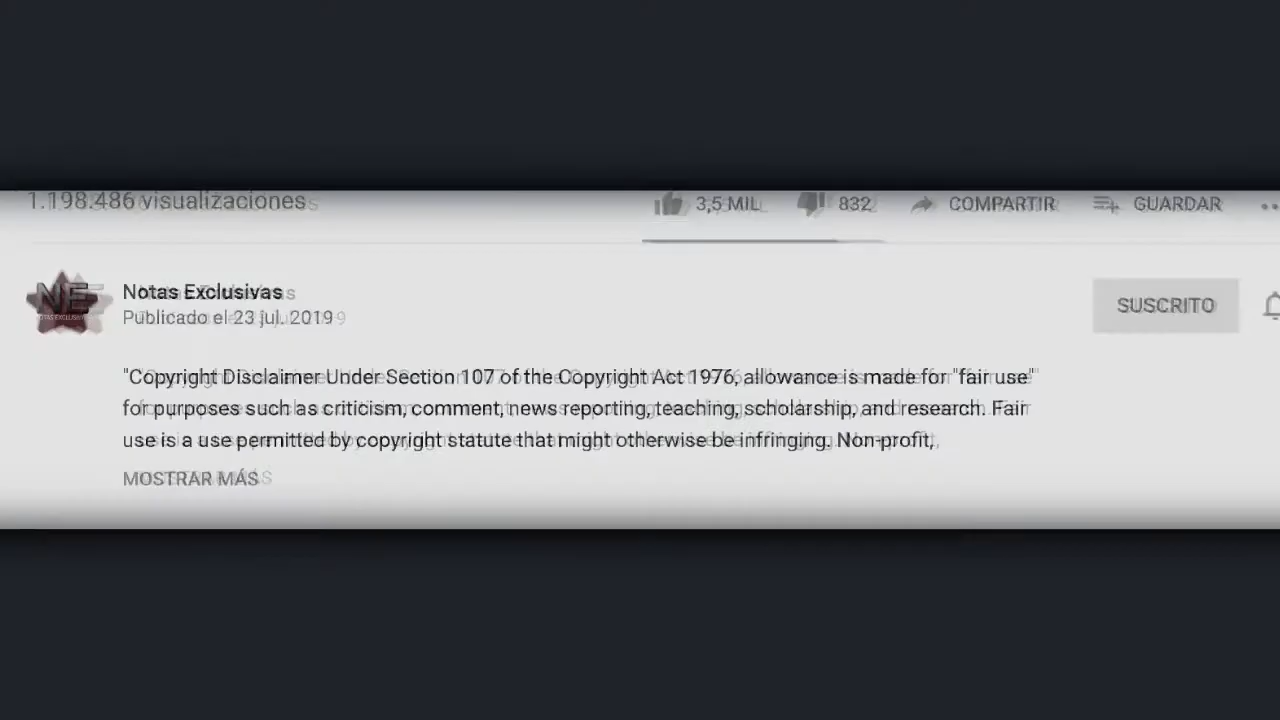 1.198.486 visualizaciones
3,5 MIL 832 COMPARTIR GUARDAR
NE
NOTAS EXCLUSIVAS
Notas Exclusivas
Publicado el 23 jul. 2019
SUSCRITO
"Copyright Disclaimer Under Section 107 of the Copyright Act 1976, allowance is made for "fair use"
for purposes such as criticism, comment, news reporting, teaching, scholarship, and research. Fair
use is a use permitted by copyright statute that might otherwise be infringing. Non-profit,
MOSTRAR MÁS